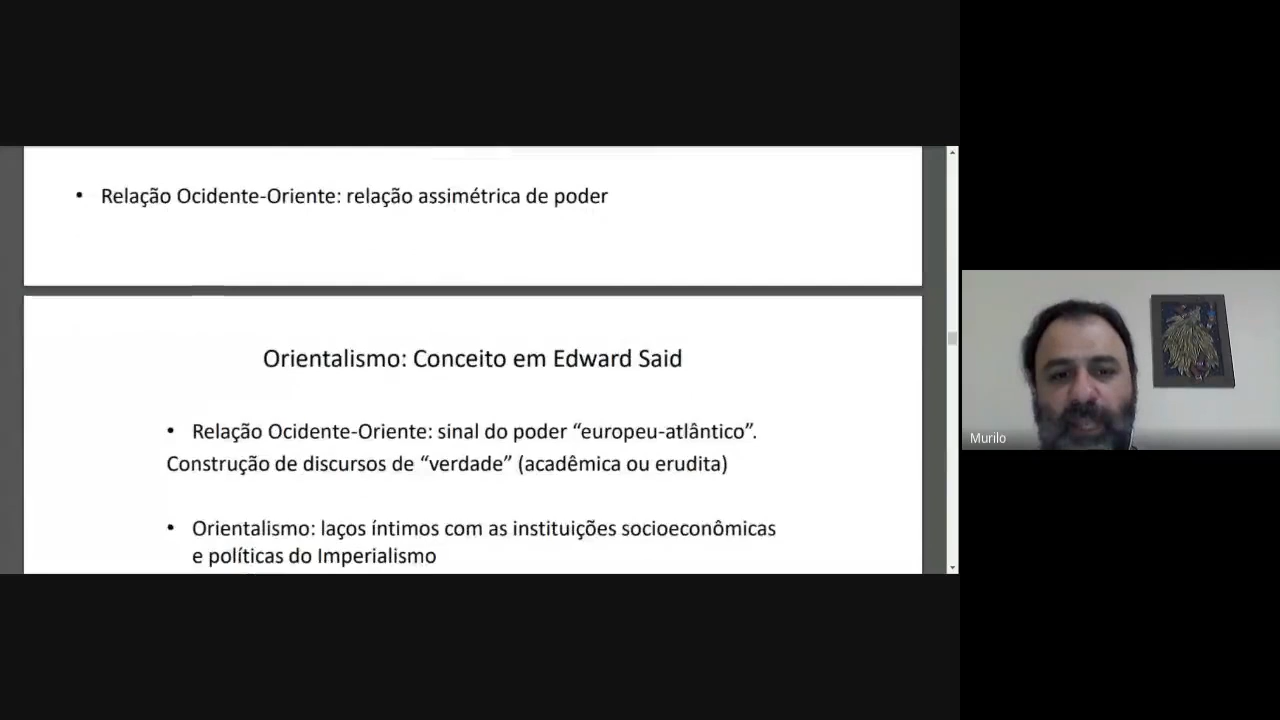 • Relação Ocidente-Oriente: relação assimétrica de poder
Orientalismo: Conceito em Edward Said
• Relação Ocidente-Oriente: sinal do poder “europeu-atlântico”.
Construção de discursos de “verdade” (acadêmica ou erudita)
• Orientalismo: laços íntimos com as instituições socioeconômicas
e políticas do Imperialismo
Murilo